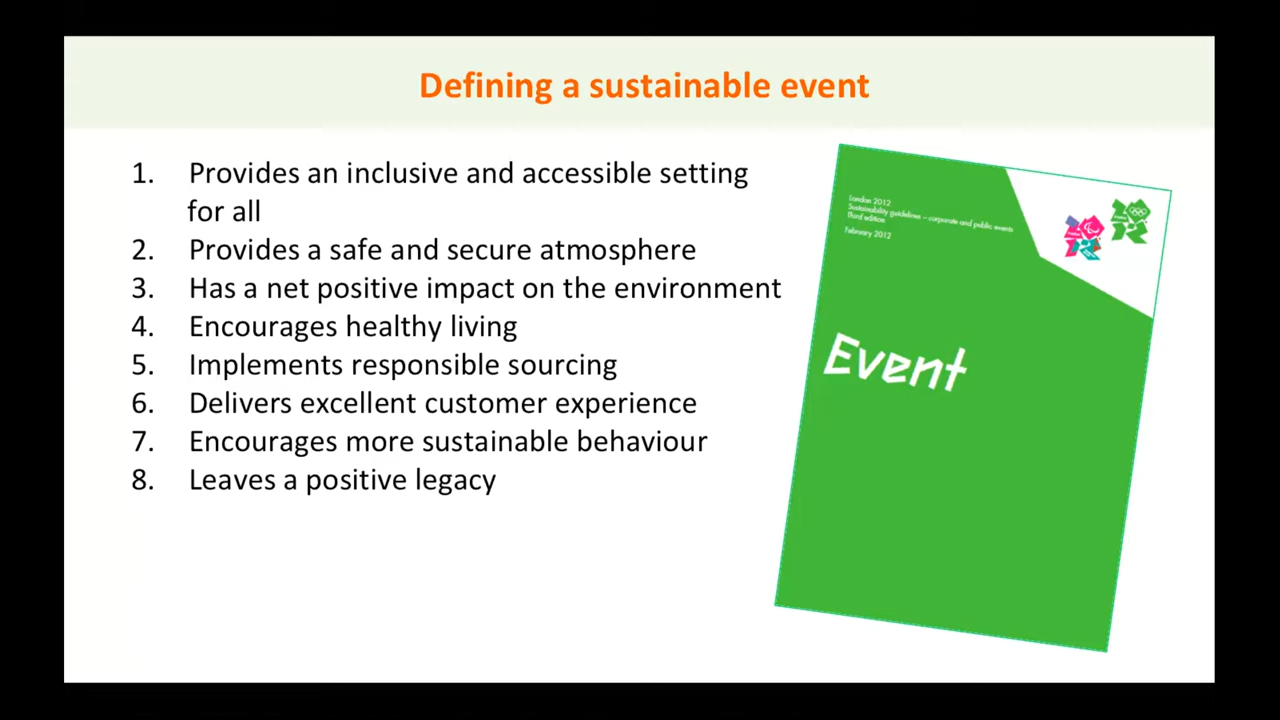 Defining a sustainable event
1. Provides an inclusive and accessible setting
for all
2. Provides a safe and secure atmosphere
3. Has a net positive impact on the environment
4. Encourages healthy living
5. Implements responsible sourcing
6. Delivers excellent customer experience
7. Encourages more sustainable behaviour
8. Leaves a positive legacy
London 2012
Sustainability guidelines – corporate and public events
Third edition
February 2012
Event